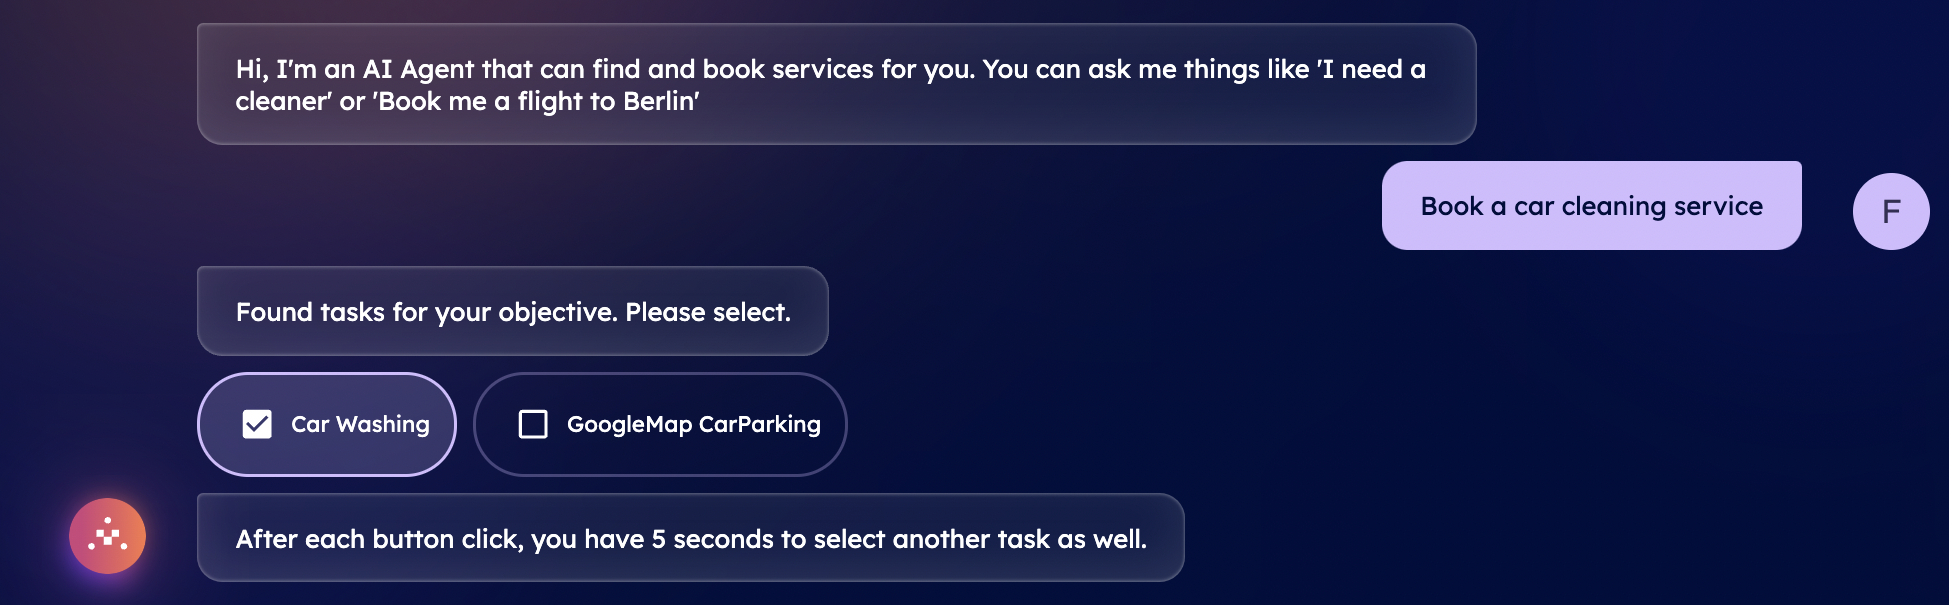 Hi, I'm an AI Agent that can find and book services for you. You can ask me things like 'I need a
cleaner' or 'Book me a flight to Berlin'
Book a car cleaning service
F
Found tasks for your objective. Please select.
Car Washing
GoogleMap CarParking
After each button click, you have 5 seconds to select another task as well.